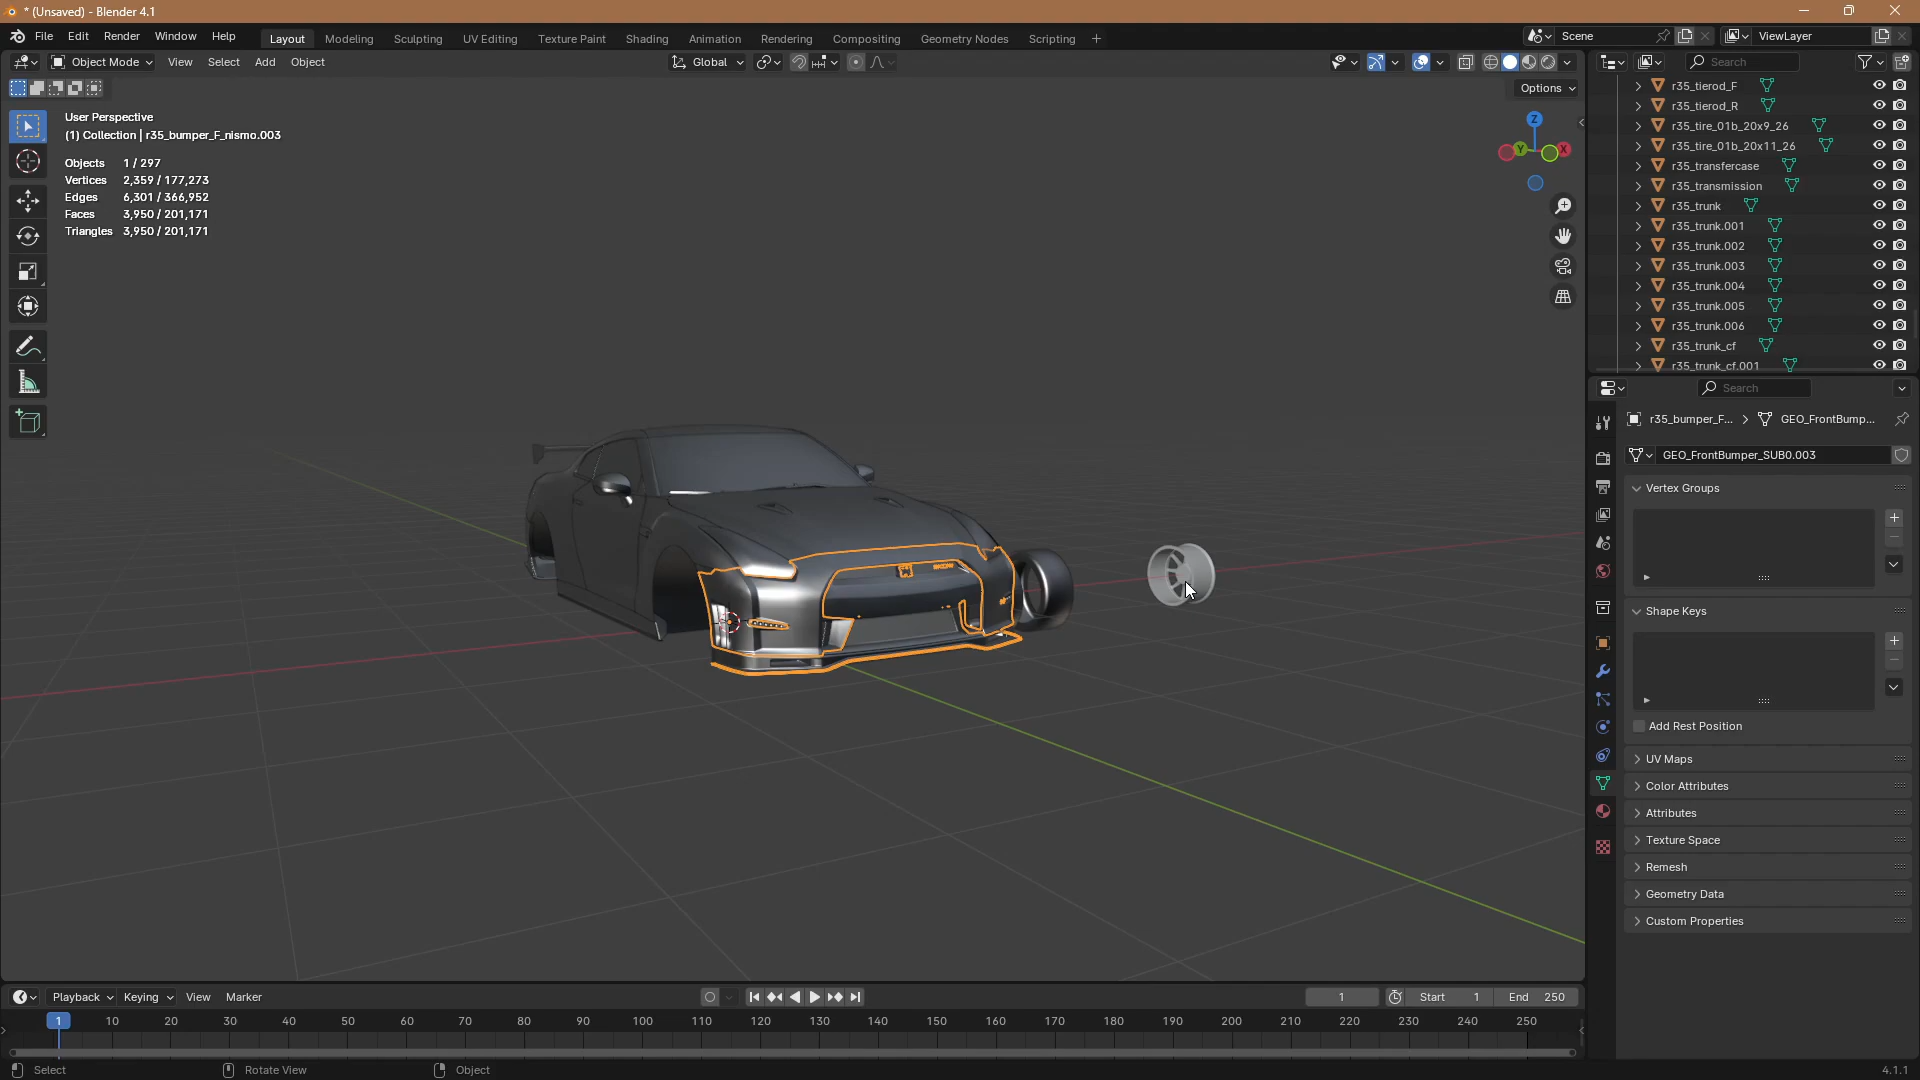 * (Unsaved) - Blender 4.1
File Edit Render Window Help Layout Modeling Sculpting UV Editing Texture Paint Shading Animation Rendering Compositing Geometry Nodes Scripting + Scene ViewLayer
Object Mode View Select Add Object Global Search
Options
User Perspective
(1) Collection | r35_bumper_F_nismo.003
Objects 1 / 297
Vertices 2,359 / 177,273
Edges 6,301 / 366,952
Faces 3,950 / 201,171
Triangles 3,950 / 201,171
Z
Y
X
r35_tierod_F
r35_tierod_R
r35_tire_01b_20x9_26
r35_tire_01b_20x11_26
r35_transfercase
r35_transmission
r35_trunk
r35_trunk.001
r35_trunk.002
r35_trunk.003
r35_trunk.004
r35_trunk.005
r35_trunk.006
r35_trunk_cf
r35_trunk_cf.001
Search
r35_bumper_F... > GEO_FrontBump...
GEO_FrontBumper_SUB0.003
Vertex Groups
Shape Keys
Add Rest Position
UV Maps
Color Attributes
Attributes
Texture Space
Remesh
Geometry Data
Custom Properties
Playback Keying View Marker 1 Start 1 End 250
1 10 20 30 40 50 60 70 80 90 100 110 120 130 140 150 160 170 180 190 200 210 220 230 240 250
Select Rotate View Object 4.1.1